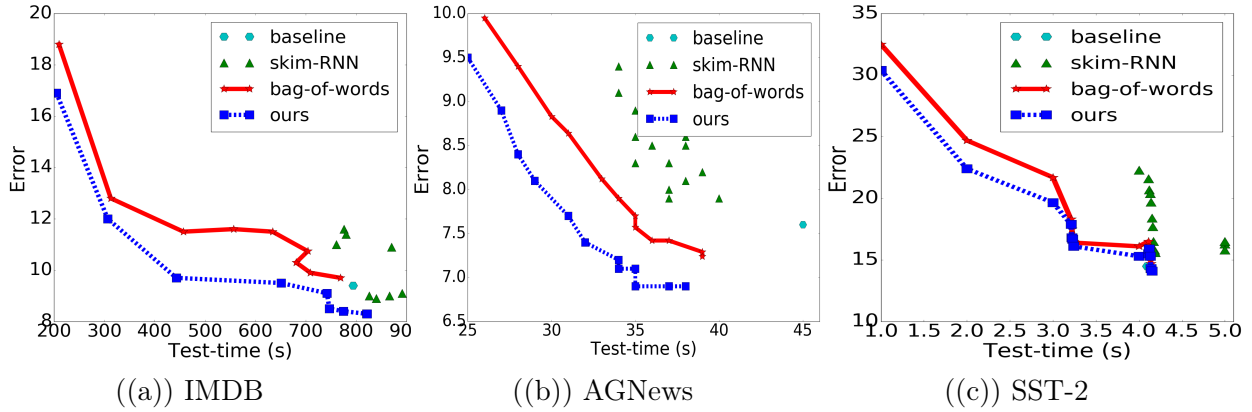 20
18
16
14
12
10
8
200
300
400
500
600
700
800
90
Error
Test-time (s)
baseline
skim-RNN
bag-of-words
ours
((a)) IMDB
10.0
9.5
9.0
8.5
8.0
7.5
7.0
6.5
25
30
35
40
45
Error
Test-time (s)
baseline
skim-RNN
bag-of-words
ours
((b)) AGNews
35
30
25
20
15
10
1.0
1.5
2.0
2.5
3.0
3.5
4.0
4.5
5.0
Error
Test-time (s)
baseline
skim-RNN
bag-of-words
ours
((c)) SST-2